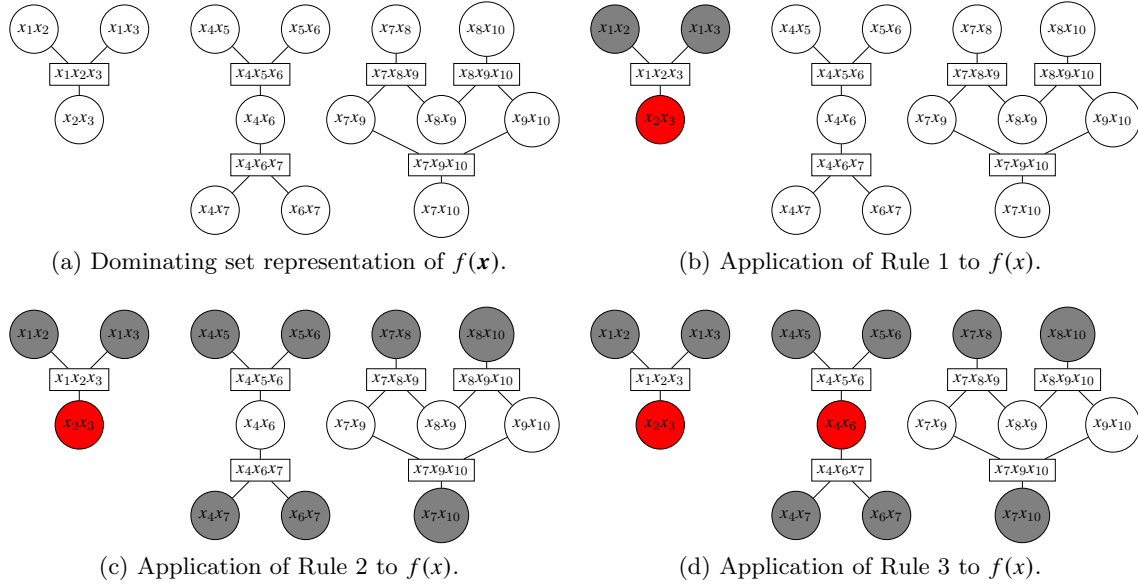 x₁x₂ x₁x₃ x₄x₅ x₅x₆ x₇x₈ x₈x₁₀
x₁x₂x₃ x₄x₅x₆ x₇x₈x₉ x₈x₉x₁₀
x₂x₃ x₄x₆ x₇x₉ x₈x₉ x₉x₁₀
x₄x₆x₇ x₇x₉x₁₀
x₄x₇ x₆x₇ x₇x₁₀
(a) Dominating set representation of f(x).
x₁x₂ x₁x₃ x₄x₅ x₅x₆ x₇x₈ x₈x₁₀
x₁x₂x₃ x₄x₅x₆ x₇x₈x₉ x₈x₉x₁₀
x₂x₃ x₄x₆ x₇x₉ x₈x₉ x₉x₁₀
x₄x₆x₇ x₇x₉x₁₀
x₄x₇ x₆x₇ x₇x₁₀
(b) Application of Rule 1 to f(x).
x₁x₂ x₁x₃ x₄x₅ x₅x₆ x₇x₈ x₈x₁₀
x₁x₂x₃ x₄x₅x₆ x₇x₈x₉ x₈x₉x₁₀
x₂x₃ x₄x₆ x₇x₉ x₈x₉ x₉x₁₀
x₄x₆x₇ x₇x₉x₁₀
x₄x₇ x₆x₇ x₇x₁₀
(c) Application of Rule 2 to f(x).
x₁x₂ x₁x₃ x₄x₅ x₅x₆ x₇x₈ x₈x₁₀
x₁x₂x₃ x₄x₅x₆ x₇x₈x₉ x₈x₉x₁₀
x₂x₃ x₄x₆ x₇x₉ x₈x₉ x₉x₁₀
x₄x₆x₇ x₇x₉x₁₀
x₄x₇ x₆x₇ x₇x₁₀
(d) Application of Rule 3 to f(x).